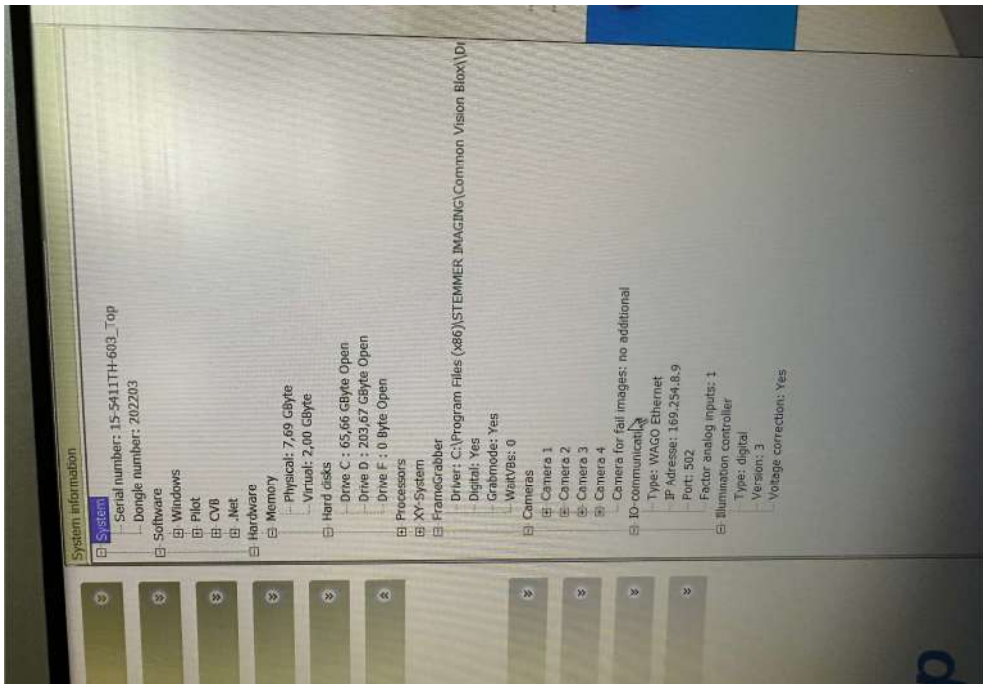 System information
System
Serial number: 15-5411TH-603_Top
Dongle number: 202203
Software
Windows
Pilot
CVB
.Net
Hardware
Memory
Physical: 7,69 GByte
Virtual: 2,00 GByte
Hard disks
Drive C : 65,66 GByte Open
Drive D : 203,67 GByte Open
Drive F : 0 Byte Open
Processors
XY-System
FrameGrabber
Driver: C:\Program Files (x86)\STEMMER IMAGING\Common Vision Blox\\Dr
Digital: Yes
Grabmode: Yes
WaitVBs: 0
Cameras
Camera 1
Camera 2
Camera 3
Camera 4
Camera for fail images: no additional
IO-communication
Type: WAGO Ethernet
IP Adresse: 169.254.8.9
Port: 502
Factor analog inputs: 1
Illumination controller
Type: digital
Version: 3
Votage correction: Yes